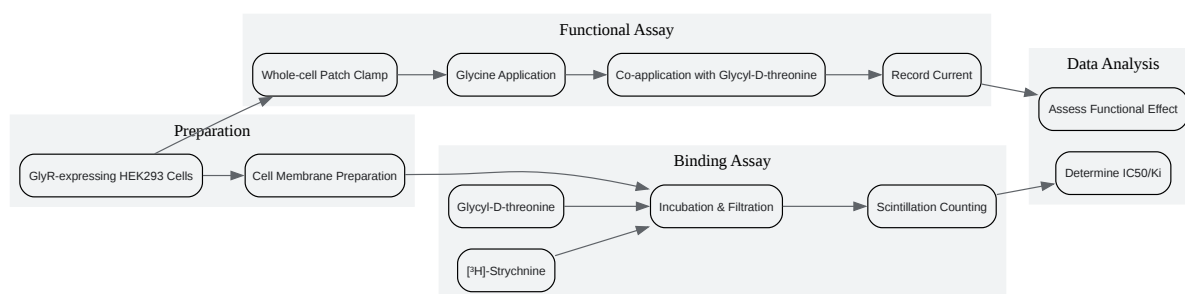 Functional Assay
Whole-cell Patch Clamp
Glycine Application
Co-application with Glycyl-D-threonine
Record Current
Data Analysis
Assess Functional Effect
Determine IC50/Ki
Preparation
GlyR-expressing HEK293 Cells
Cell Membrane Preparation
Binding Assay
Glycyl-D-threonine
Incubation & Filtration
Scintillation Counting
[³H]-Strychnine